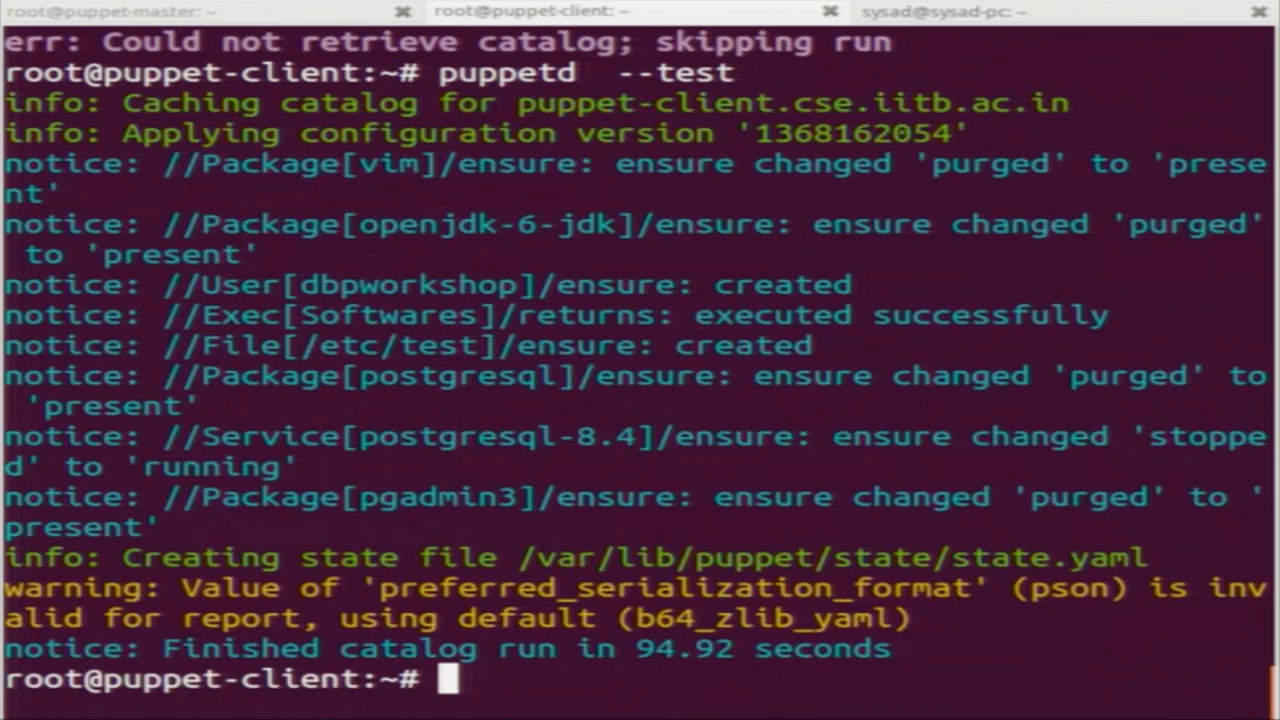 root@puppet-master: ~ ✖ root@puppet-client: ~ ✖ sysad@sysad-pc: ~ ✖
err: Could not retrieve catalog; skipping run
root@puppet-client:~# puppetd  --test
info: Caching catalog for puppet-client.cse.iitb.ac.in
info: Applying configuration version '1368162054'
notice: //Package[vim]/ensure: ensure changed 'purged' to 'prese
nt'
notice: //Package[openjdk-6-jdk]/ensure: ensure changed 'purged'
 to 'present'
notice: //User[dbpworkshop]/ensure: created
notice: //Exec[Softwares]/returns: executed successfully
notice: //File[/etc/test]/ensure: created
notice: //Package[postgresql]/ensure: ensure changed 'purged' to
 'present'
notice: //Service[postgresql-8.4]/ensure: ensure changed 'stoppe
d' to 'running'
notice: //Package[pgadmin3]/ensure: ensure changed 'purged' to '
present'
info: Creating state file /var/lib/puppet/state/state.yaml
warning: Value of 'preferred_serialization_format' (pson) is inv
alid for report, using default (b64_zlib_yaml)
notice: Finished catalog run in 94.92 seconds
root@puppet-client:~#